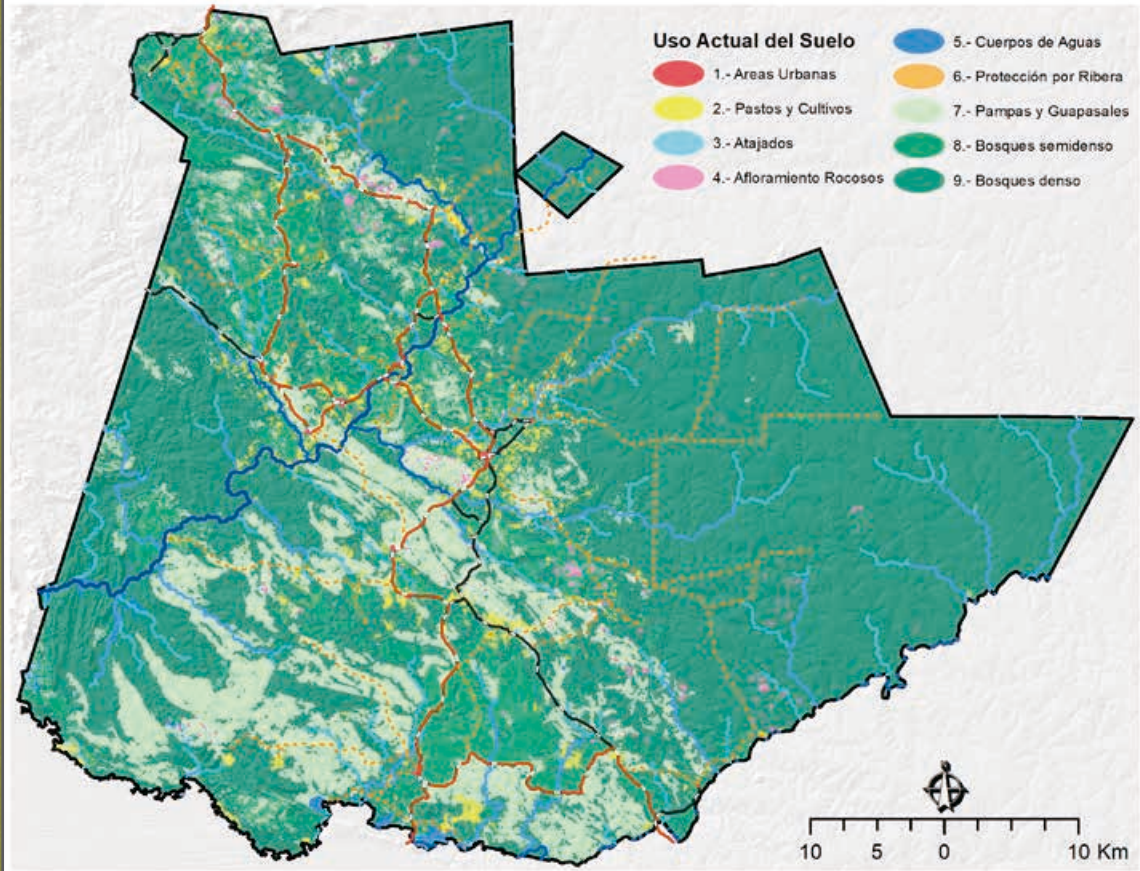 Uso Actual del Suelo
1.- Areas Urbanas
2.- Pastos y Cultivos
3.- Atajados
4.- Afloramiento Rocosos
5.- Cuerpos de Aguas
6.- Protección por Ribera
7.- Pampas y Guapasales
8.- Bosques semidenso
9.- Bosques denso
10 5 0 10 Km